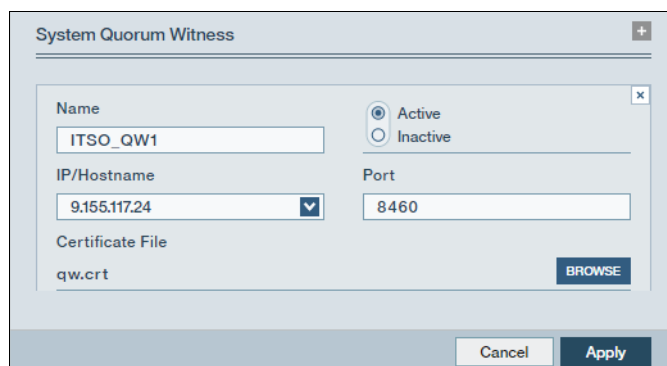 System Quorum Witness
+
Name
Active
ITSO_QW1
Inactive
IP/Hostname
Port
9.155.117.24
8460
Certificate File
qw.crt
BROWSE
Cancel
Apply